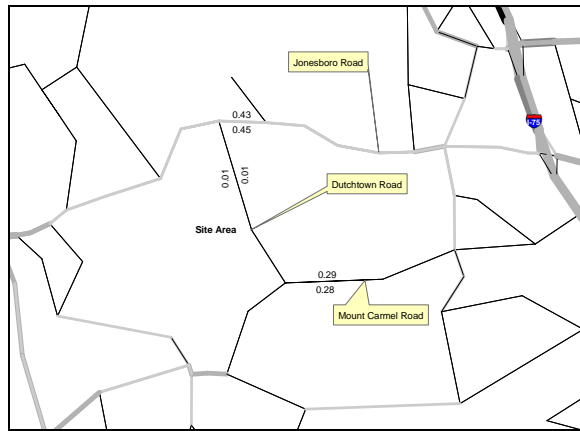 Jonesboro Road
0.43
0.45
I-75
0.01
0.01
Dutchtown Road
Site Area
0.29
0.28
Mount Carmel Road